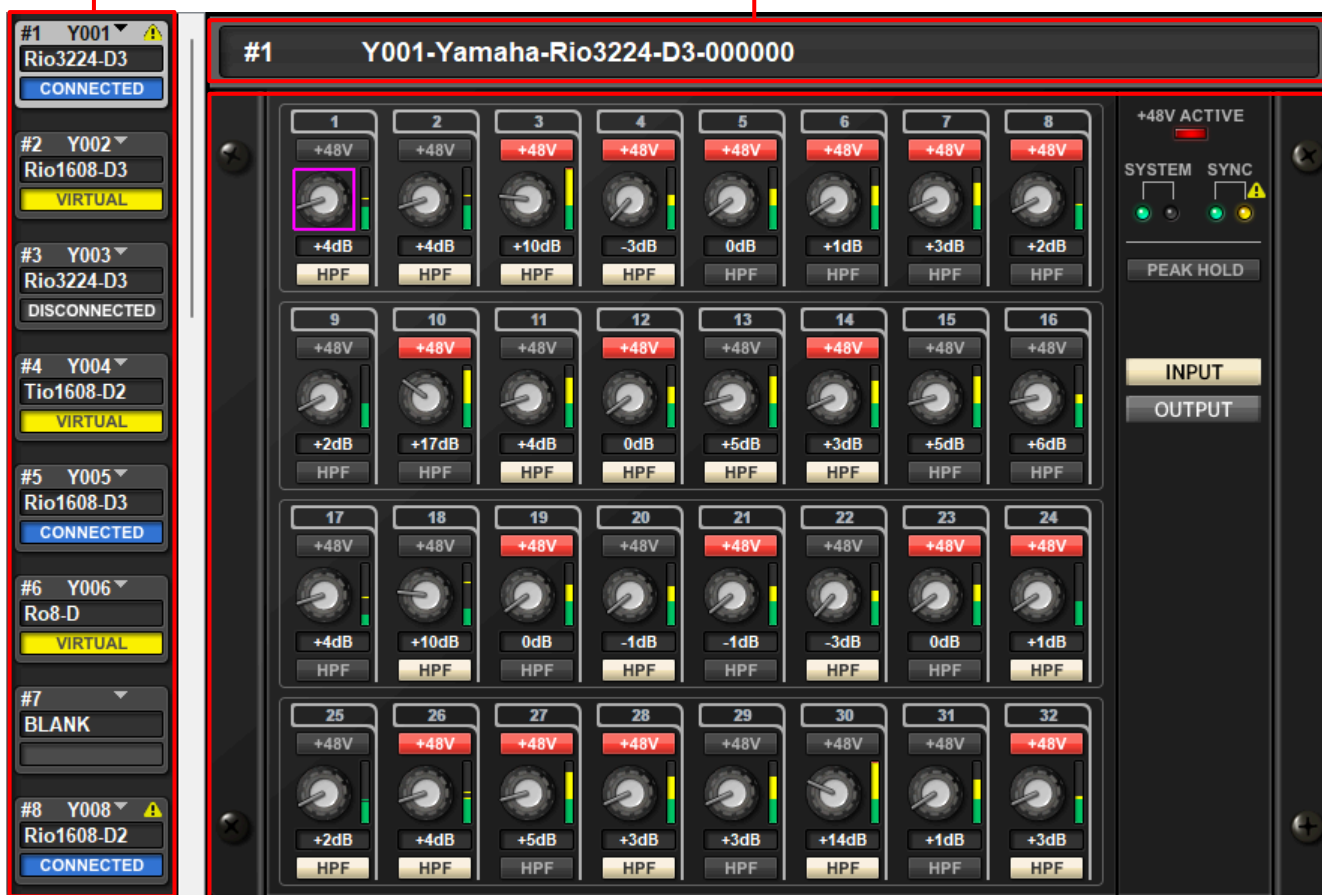 #1 Y001
Rio3224-D3
CONNECTED
#2 Y002
Rio1608-D3
VIRTUAL
#3 Y003
Rio3224-D3
DISCONNECTED
#4 Y004
Tio1608-D2
VIRTUAL
#5 Y005
Rio1608-D3
CONNECTED
#6 Y006
Ro8-D
VIRTUAL
#7
BLANK
#8 Y008
Rio1608-D2
CONNECTED
#1 Y001-Yamaha-Rio3224-D3-000000
1 2 3 4 5 6 7 8
+48V +48V +48V +48V +48V +48V +48V +48V
+4dB +4dB +10dB -3dB 0dB +1dB +3dB +2dB
HPF HPF HPF HPF HPF HPF HPF HPF
9 10 11 12 13 14 15 16
+48V +48V +48V +48V +48V +48V +48V +48V
+2dB +17dB +4dB 0dB +5dB +3dB +5dB +6dB
HPF HPF HPF HPF HPF HPF HPF HPF
17 18 19 20 21 22 23 24
+48V +48V +48V +48V +48V +48V +48V +48V
+4dB +10dB 0dB -1dB -1dB -3dB 0dB +1dB
HPF HPF HPF HPF HPF HPF HPF HPF
25 26 27 28 29 30 31 32
+48V +48V +48V +48V +48V +48V +48V +48V
+2dB +4dB +5dB +3dB +3dB +14dB +1dB +3dB
HPF HPF HPF HPF HPF HPF HPF HPF
+48V ACTIVE
SYSTEM SYNC
PEAK HOLD
INPUT
OUTPUT